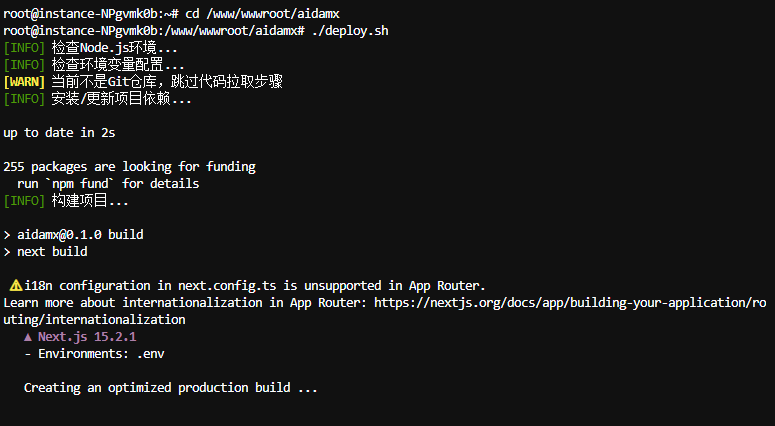 root@instance-NPgvmk0b:~# cd /www/wwwroot/aidamx
root@instance-NPgvmk0b:/www/wwwroot/aidamx# ./deploy.sh
[INFO] 检查Node.js环境...
[INFO] 检查环境变量配置...
[WARN] 当前不是Git仓库，跳过代码拉取步骤
[INFO] 安装/更新项目依赖...
up to date in 2s
255 packages are looking for funding
run `npm fund` for details
[INFO] 构建项目...
> aidamx@0.1.0 build
> next build
⚠ i18n configuration in next.config.ts is unsupported in App Router.
Learn more about internationalization in App Router: https://nextjs.org/docs/app/building-your-application/ro
uting/internationalization
▲ Next.js 15.2.1
- Environments: .env
Creating an optimized production build ...